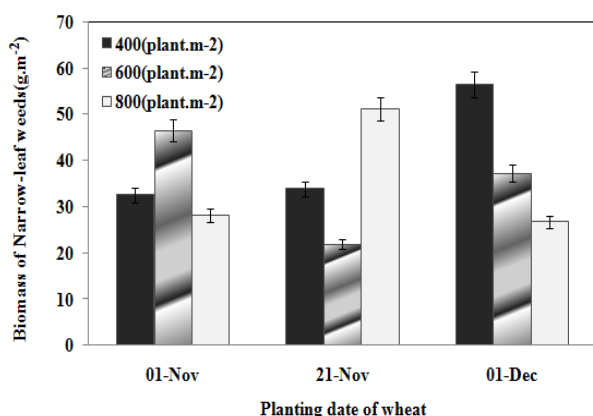 Biomass of Narrow-leaf weeds(g.m-2)
70
60
50
40
30
20
10
0
400(plant.m-2)
600(plant.m-2)
800(plant.m-2)
01-Nov 21-Nov 01-Dec
Planting date of wheat